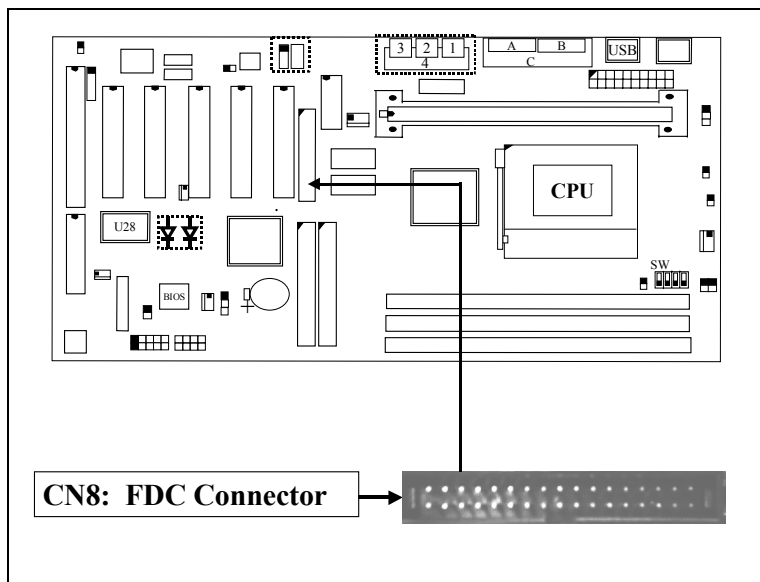 3 2 1
4
A B
C
USB
CPU
U28
SW
BIOS
CN8: FDC Connector